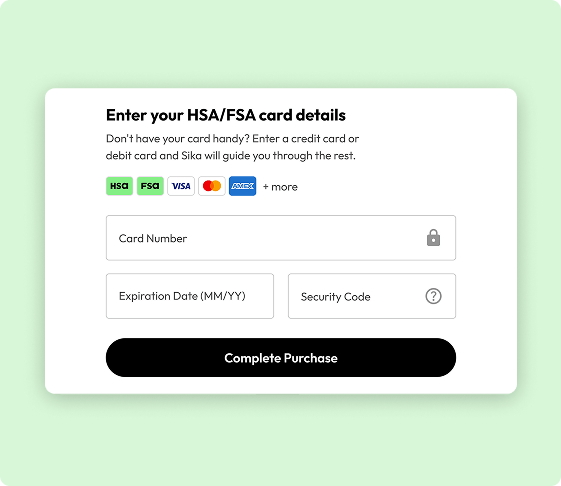 Enter your HSA/FSA card details
Don't have your card handy? Enter a credit card or
debit card and Sika will guide you through the rest.
HSA FSA VISA AMEX + more
Card Number
Expiration Date (MM/YY) Security Code ?
Complete Purchase